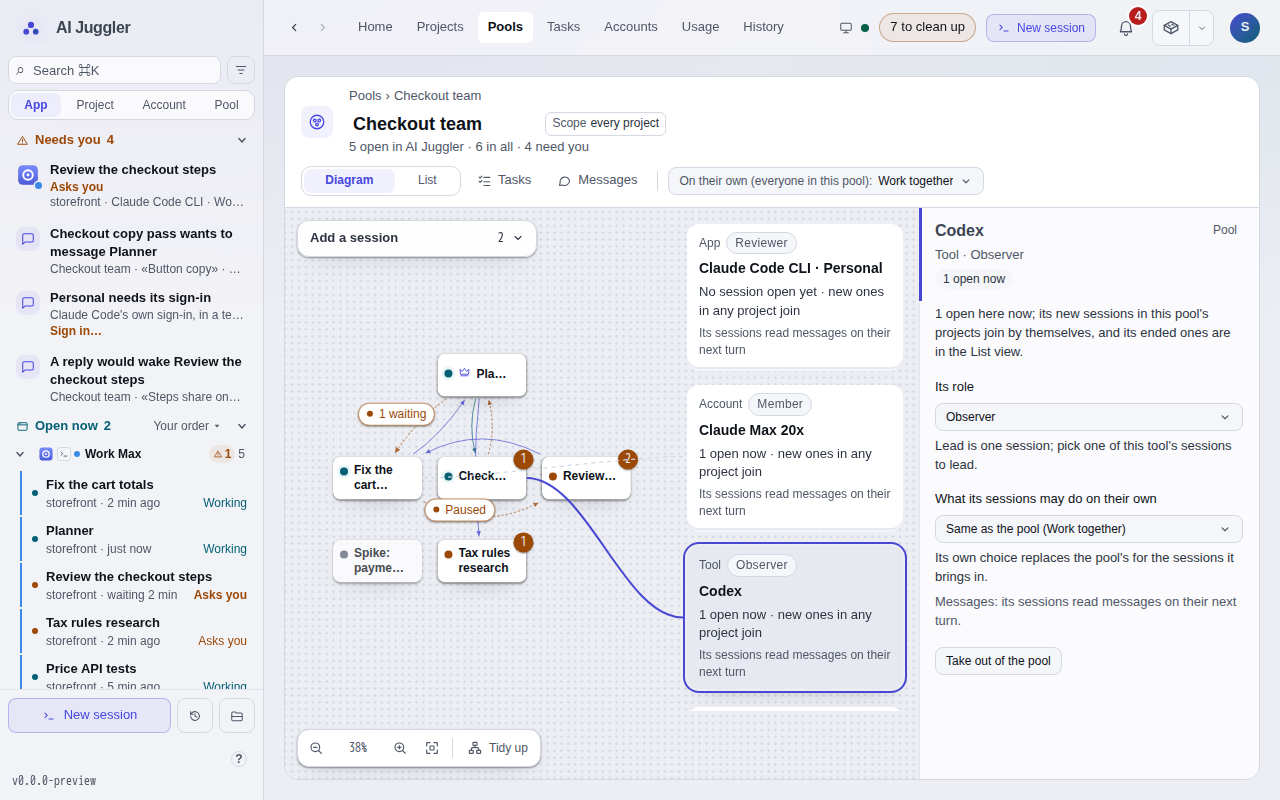 AI Juggler
Search ⌘K
App Project Account Pool
Needs you 4
Review the checkout steps
Asks you
storefront · Claude Code CLI · Wo…
Checkout copy pass wants to message Planner
Checkout team · «Button copy» · …
Personal needs its sign-in
Claude Code's own sign-in, in a te…
Sign in…
A reply would wake Review the checkout steps
Checkout team · «Steps share on…
Open now 2 Your order
Work Max 1 5
Fix the cart totals
storefront · 2 min ago Working
Planner
storefront · just now Working
Review the checkout steps
storefront · waiting 2 min Asks you
Tax rules research
storefront · 2 min ago Asks you
Price API tests
storefront · 5 min ago Working
New session
?
v0.0.0-preview
Home Projects Pools Tasks Accounts Usage History
7 to clean up
New session
4
S
Pools › Checkout team
Checkout team
Scope every project
5 open in AI Juggler · 6 in all · 4 need you
Diagram List Tasks Messages
On their own (everyone in this pool): Work together
Add a session 2
Pla…
1 waiting
Fix the cart…
Check…
1
Review…
2
Paused
Spike: payme…
Tax rules research
1
38%
Tidy up
App Reviewer
Claude Code CLI · Personal
No session open yet · new ones in any project join
Its sessions read messages on their next turn
Account Member
Claude Max 20x
1 open now · new ones in any project join
Its sessions read messages on their next turn
Tool Observer
Codex
1 open now · new ones in any project join
Its sessions read messages on their next turn
Codex Pool
Tool · Observer
1 open now
1 open here now; its new sessions in this pool's projects join by themselves, and its ended ones are in the List view.
Its role
Observer
Lead is one session; pick one of this tool's sessions to lead.
What its sessions may do on their own
Same as the pool (Work together)
Its own choice replaces the pool's for the sessions it brings in.
Messages: its sessions read messages on their next turn.
Take out of the pool